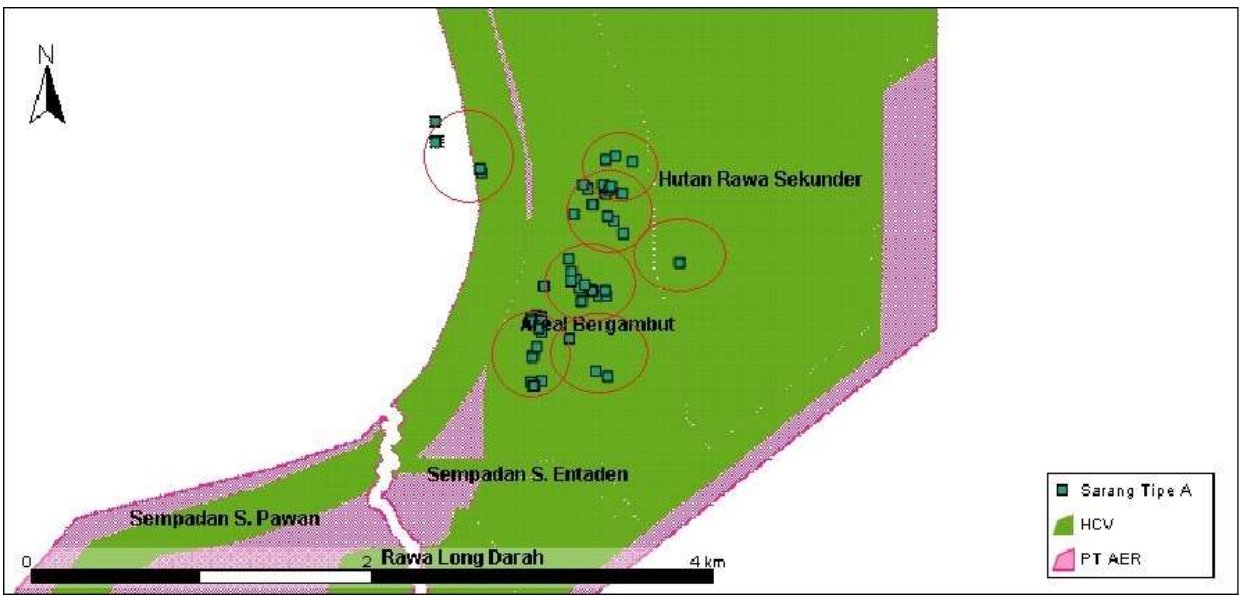 N
Hutan Rawa Sekunder
Areal Bergambut
Sempadan S. Entaden
Sempadan S. Pawan
Rawa Long Darah
0 2 4 km
Sarang Tipe A
HCV
PT AER